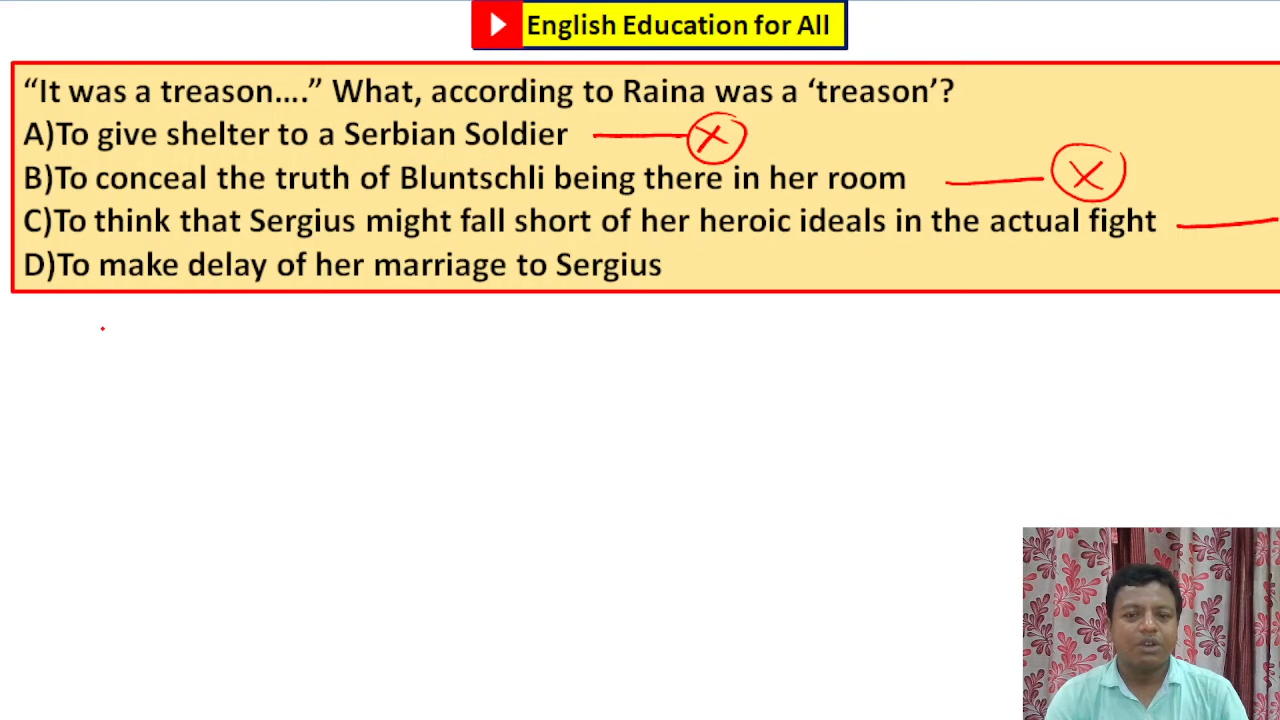 English Education for All
“It was a treason....” What, according to Raina was a ‘treason’?
A)To give shelter to a Serbian Soldier
B)To conceal the truth of Bluntschli being there in her room
C)To think that Sergius might fall short of her heroic ideals in the actual fight
D)To make delay of her marriage to Sergius